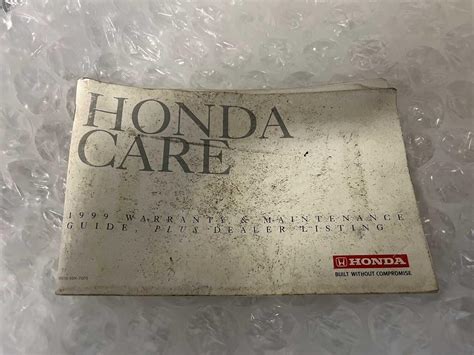 HONDA
CARE
1999 WARRANTY & MAINTENANCE
GUIDE, PLUS DEALER LISTING
HONDA
BUILT WITHOUT COMPROMISE